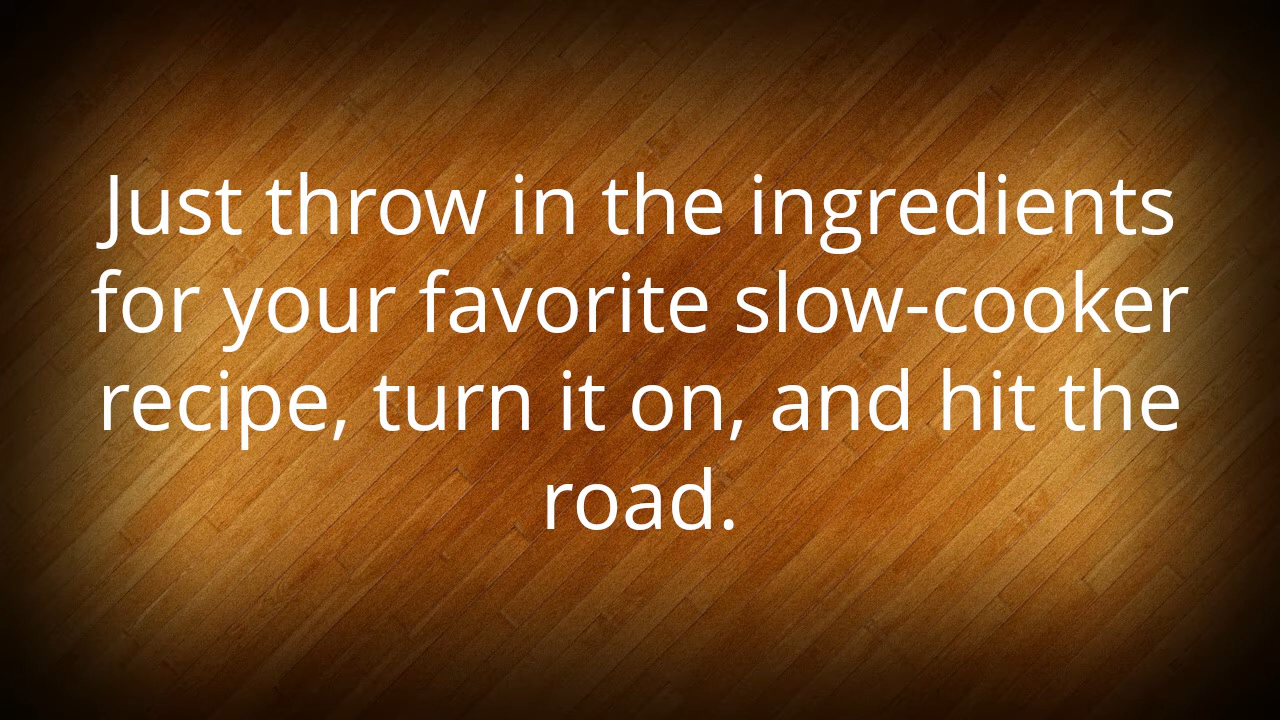 Just throw in the ingredients
for your favorite slow-cooker
recipe, turn it on, and hit the
road.